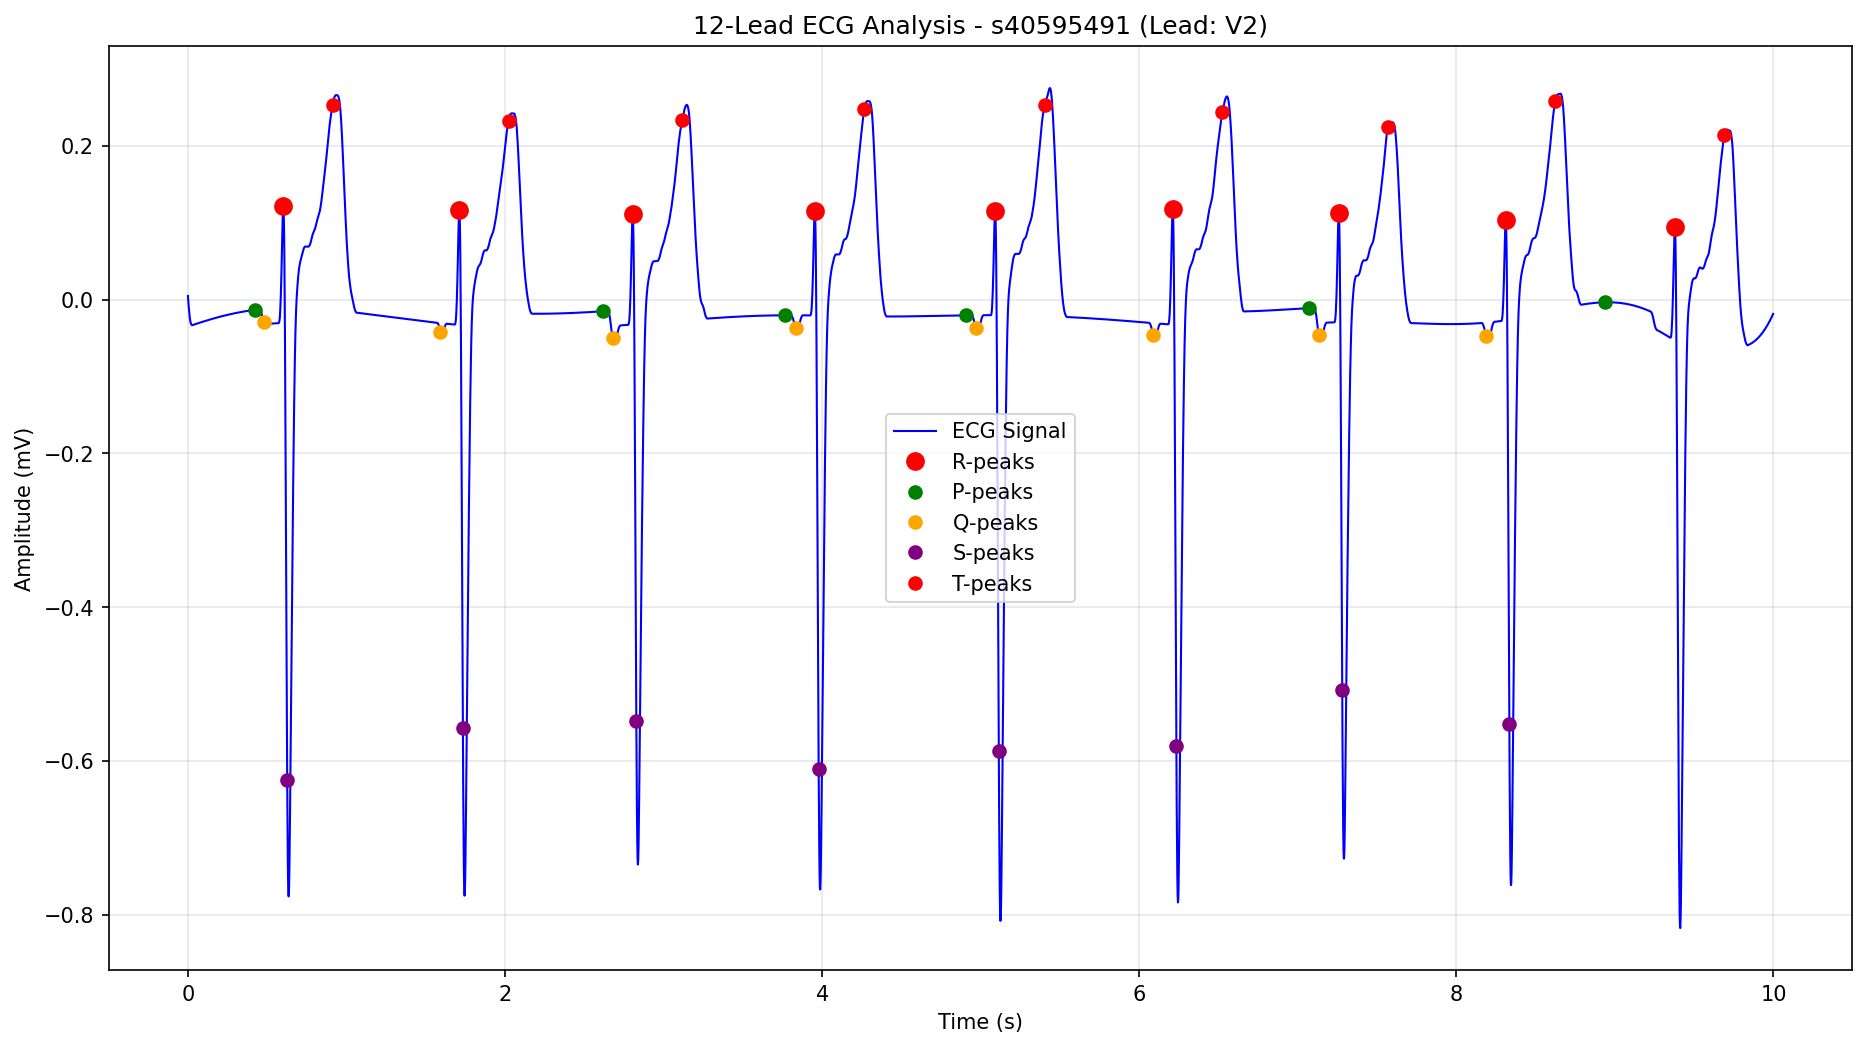 12-Lead ECG Analysis - s40595491 (Lead: V2)
Amplitude (mV)
0.2
0.0
−0.2
−0.4
−0.6
−0.8
ECG Signal
R-peaks
P-peaks
Q-peaks
S-peaks
T-peaks
0 2 4 6 8 10
Time (s)